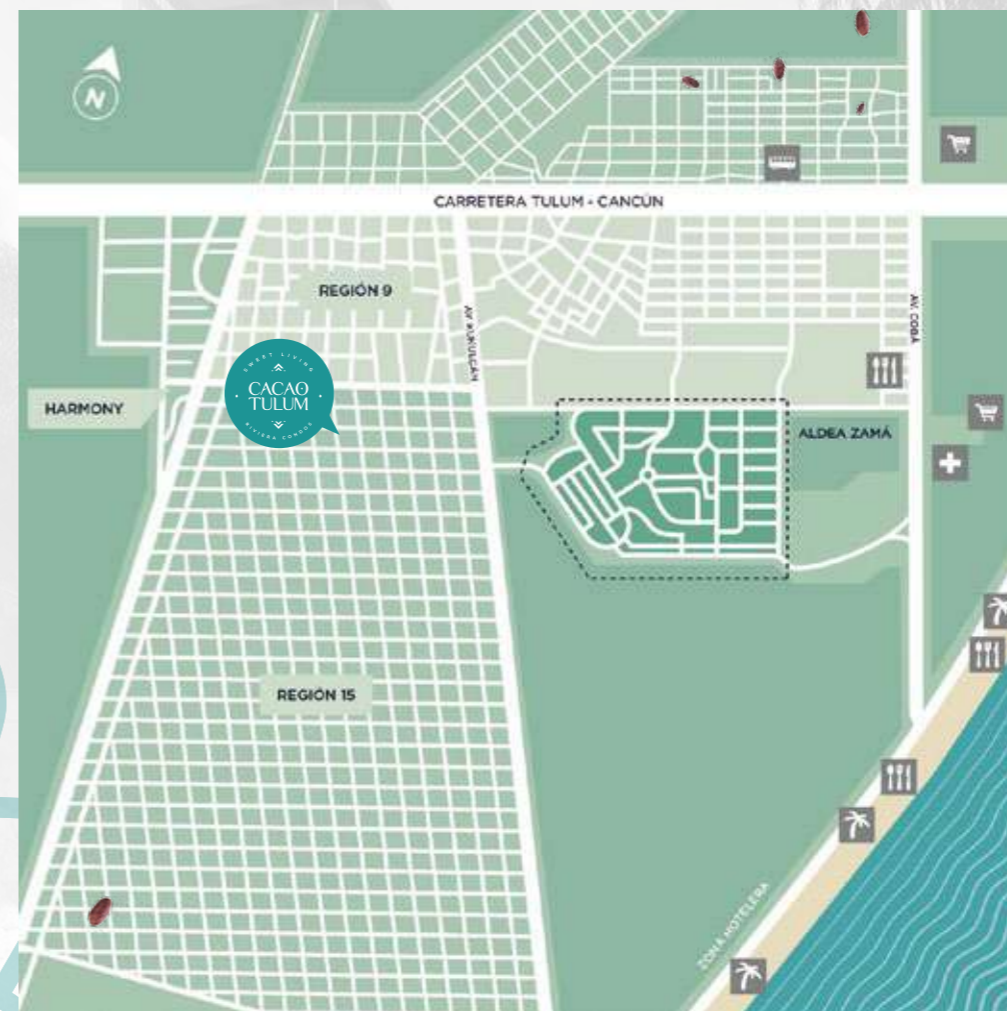 N
CARRETERA TULUM - CANCÚN
REGIÓN 9
AV. KUKULCÁN
AV. COBÁ
SWEET LIVING
CACAO
TULUM
RIVIERA CONDOS
HARMONY
ALDEA ZAMÁ
REGIÓN 15
ZONA HOTELERA